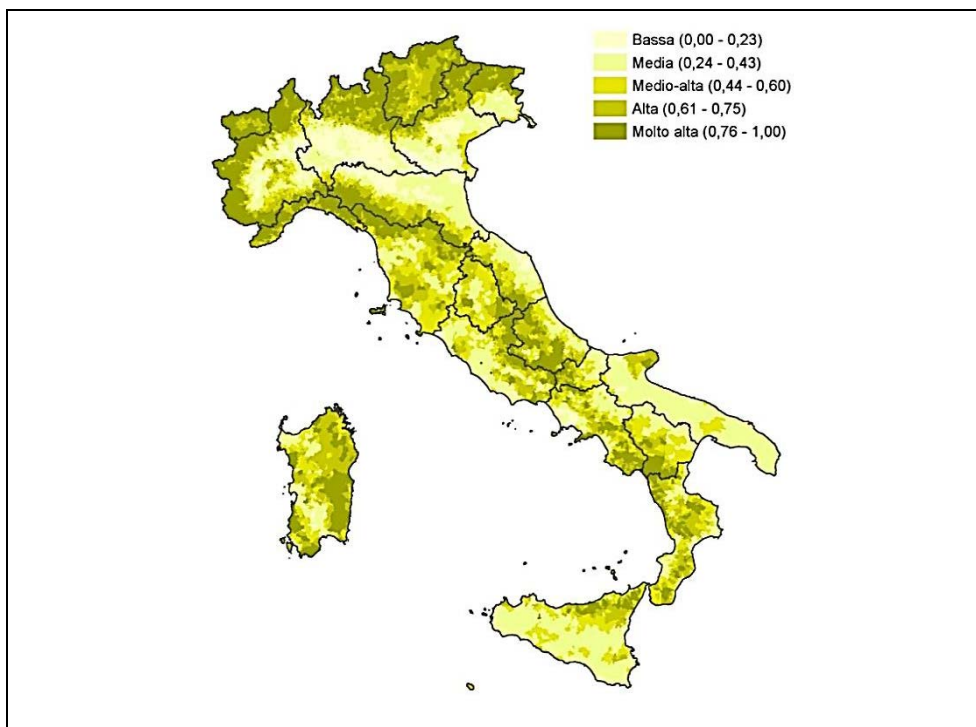 Bassa (0,00 - 0,23)
Media (0,24 - 0,43)
Medio-alta (0,44 - 0,60)
Alta (0,61 - 0,75)
Molto alta (0,76 - 1,00)